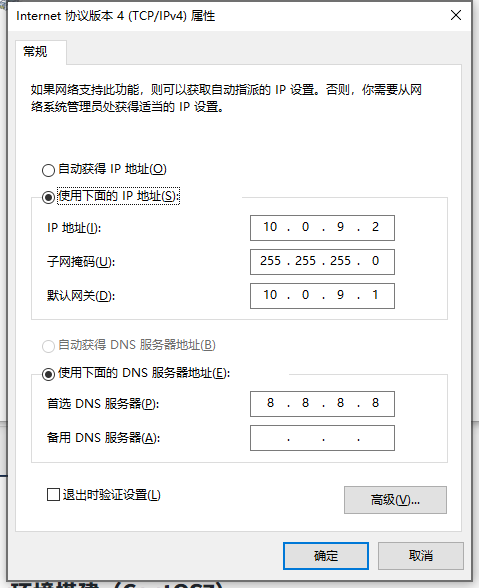 Internet 协议版本 4 (TCP/IPv4) 属性
常规
如果网络支持此功能，则可以获取自动指派的 IP 设置。否则，你需要从网
络系统管理员处获得适当的 IP 设置。
自动获得 IP 地址(O)
使用下面的 IP 地址(S):
IP 地址(I): 10 . 0 . 9 . 2
子网掩码(U): 255 . 255 . 255 . 0
默认网关(D): 10 . 0 . 9 . 1
自动获得 DNS 服务器地址(B)
使用下面的 DNS 服务器地址(E):
首选 DNS 服务器(P): 8 . 8 . 8 . 8
备用 DNS 服务器(A): . . .
退出时验证设置(L)
高级(V)...
确定 取消